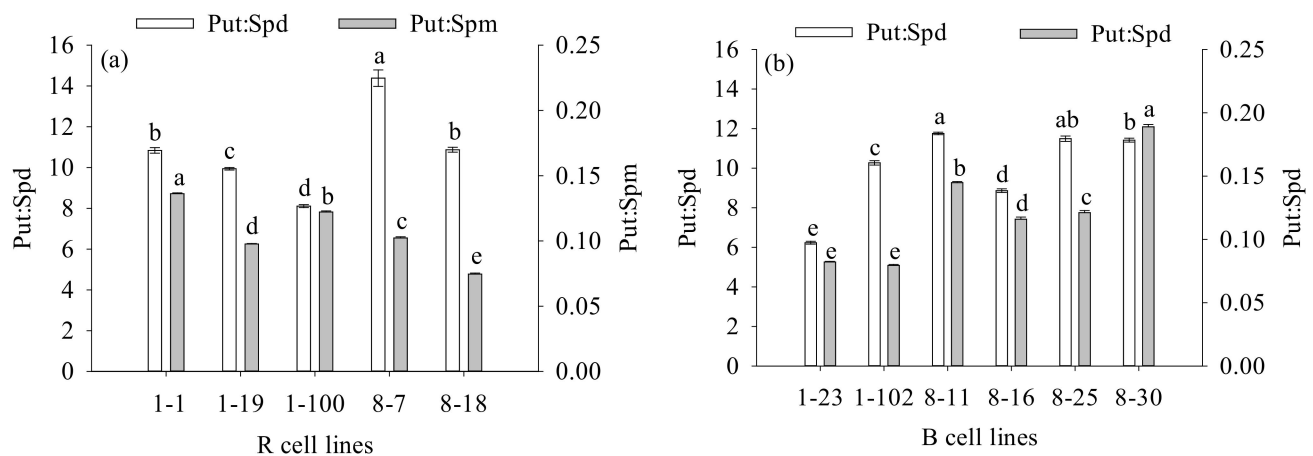 Put:Spd Put:Spm
(a)
16
14
12
10
8
6
4
2
0
Put:Spd
0.25
0.20
0.15
0.10
0.05
0.00
Put:Spm
b a c d d b a c b e
1-1 1-19 1-100 8-7 8-18
R cell lines
Put:Spd Put:Spd
(b)
16
14
12
10
8
6
4
2
0
Put:Spd
0.25
0.20
0.15
0.10
0.05
0.00
Put:Spd
e e c e a b d d ab c b a
1-23 1-102 8-11 8-16 8-25 8-30
B cell lines